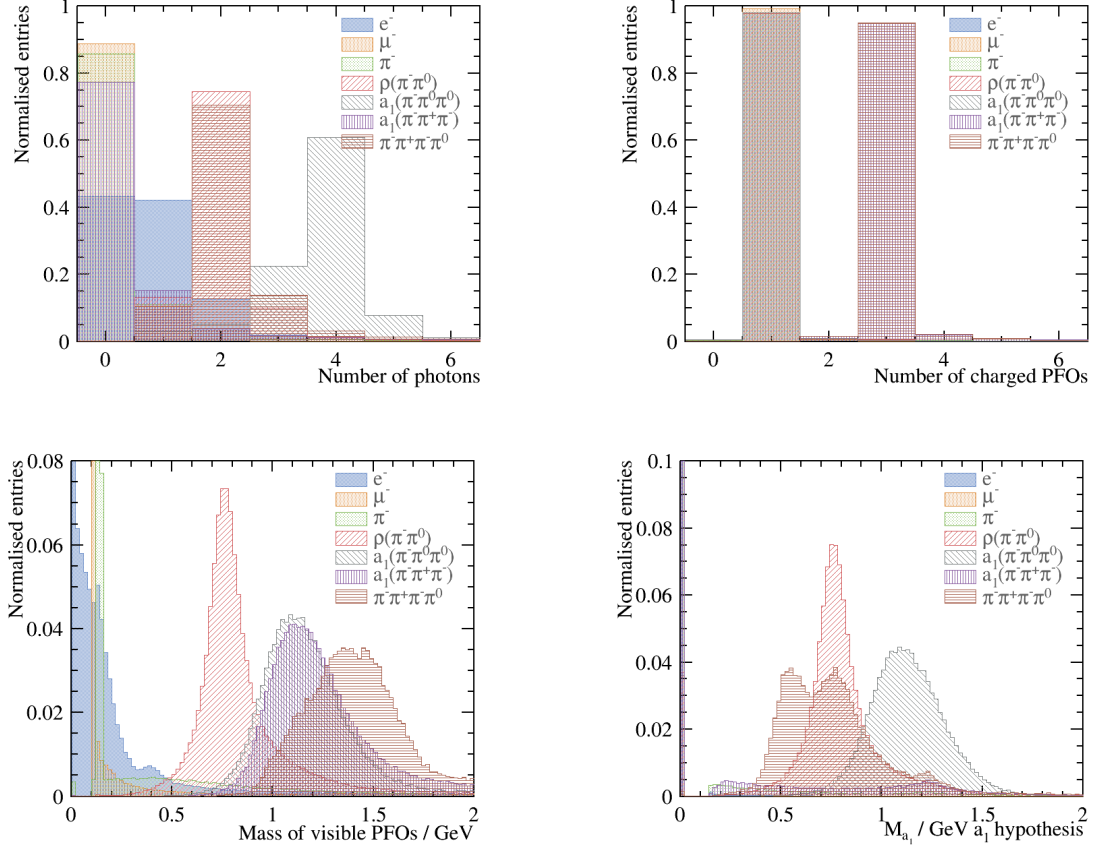 Normalised entries
1
0.8
0.6
0.4
0.2
0
0 2 4 6
Number of photons
e⁻
μ⁻
π⁻
ρ(π⁻π⁰)
a₁(π⁻π⁰π⁰)
a₁(π⁻π⁺π⁻)
π⁻π⁺π⁻π⁰
Normalised entries
1
0.8
0.6
0.4
0.2
0
0 2 4 6
Number of charged PFOs
e⁻
μ⁻
π⁻
ρ(π⁻π⁰)
a₁(π⁻π⁰π⁰)
a₁(π⁻π⁺π⁻)
π⁻π⁺π⁻π⁰
Normalised entries
0.08
0.06
0.04
0.02
0
0 0.5 1 1.5 2
Mass of visible PFOs / GeV
e⁻
μ⁻
π⁻
ρ(π⁻π⁰)
a₁(π⁻π⁰π⁰)
a₁(π⁻π⁺π⁻)
π⁻π⁺π⁻π⁰
Normalised entries
0.1
0.08
0.06
0.04
0.02
0
0 0.5 1 1.5 2
M_a₁ / GeV a₁ hypothesis
e⁻
μ⁻
π⁻
ρ(π⁻π⁰)
a₁(π⁻π⁰π⁰)
a₁(π⁻π⁺π⁻)
π⁻π⁺π⁻π⁰